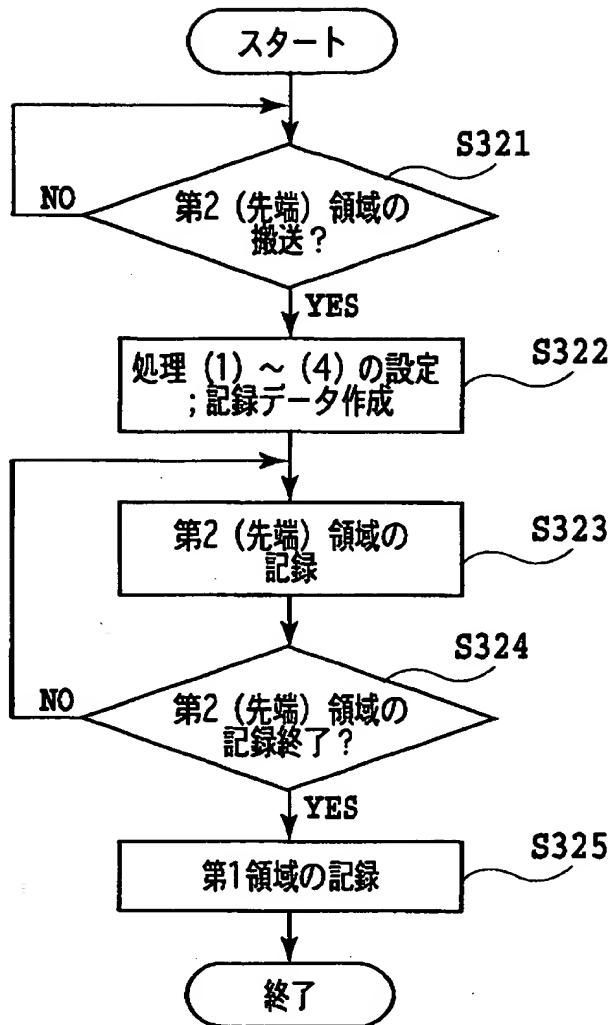 スタート
S321
NO
第2(先端)領域の
搬送?
YES
S322
処理(1)~(4)の設定
;記録データ作成
S323
第2(先端)領域の
記録
S324
NO
第2(先端)領域の
記録終了?
YES
S325
第1領域の記録
終了